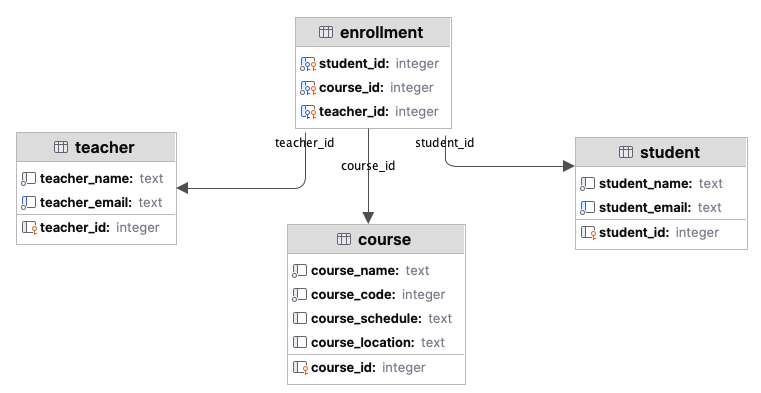 enrollment
student_id: integer
course_id: integer
teacher_id: integer
teacher_id
course_id
student_id
teacher
teacher_name: text
teacher_email: text
teacher_id: integer
student
student_name: text
student_email: text
student_id: integer
course
course_name: text
course_code: integer
course_schedule: text
course_location: text
course_id: integer